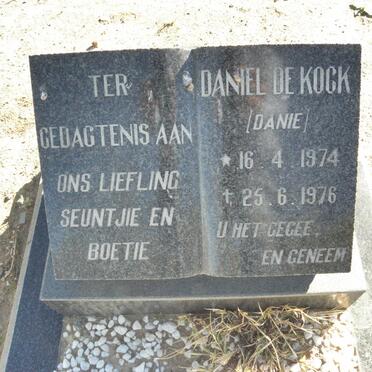 TER
GEDAGTENIS AAN
ONS LIEFLING
SEUNTJIE EN
BOETIE
DANIEL DE KOCK
[DANIE]
★ 16. 4. 1974
† 25. 6. 1976
U HET GEGEE,
EN GENEEM